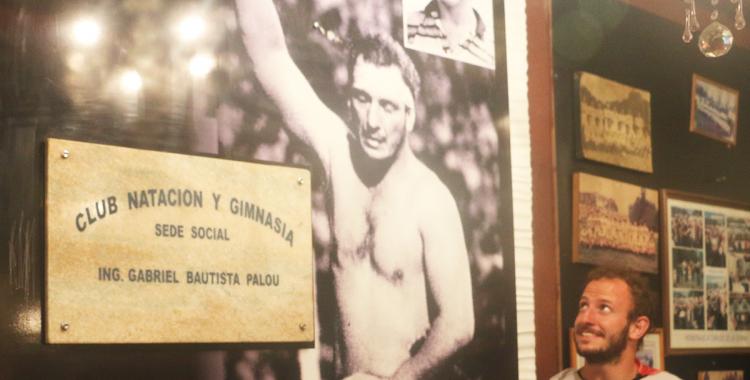 CLUB NATACION Y GIMNASIA
SEDE SOCIAL
ING. GABRIEL BAUTISTA PALOU